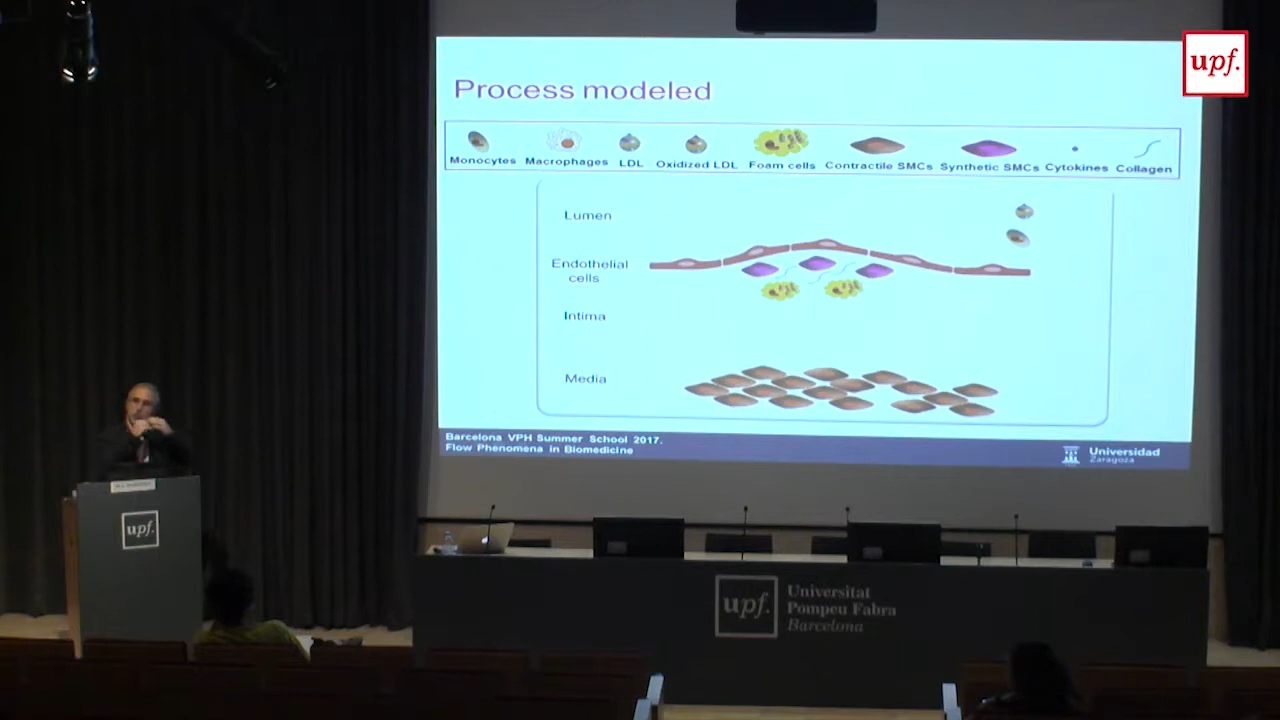 upf.
Process modeled
Monocytes Macrophages LDL Oxidized LDL Foam cells Contractile SMCs Synthetic SMCs Cytokines Collagen
Lumen
Endothelial
cells
Intima
Media
Barcelona VPH Summer School 2017.
Flow Phenomena in Biomedicine
Universidad
Zaragoza
upf.
upf.
Universitat
Pompeu Fabra
Barcelona